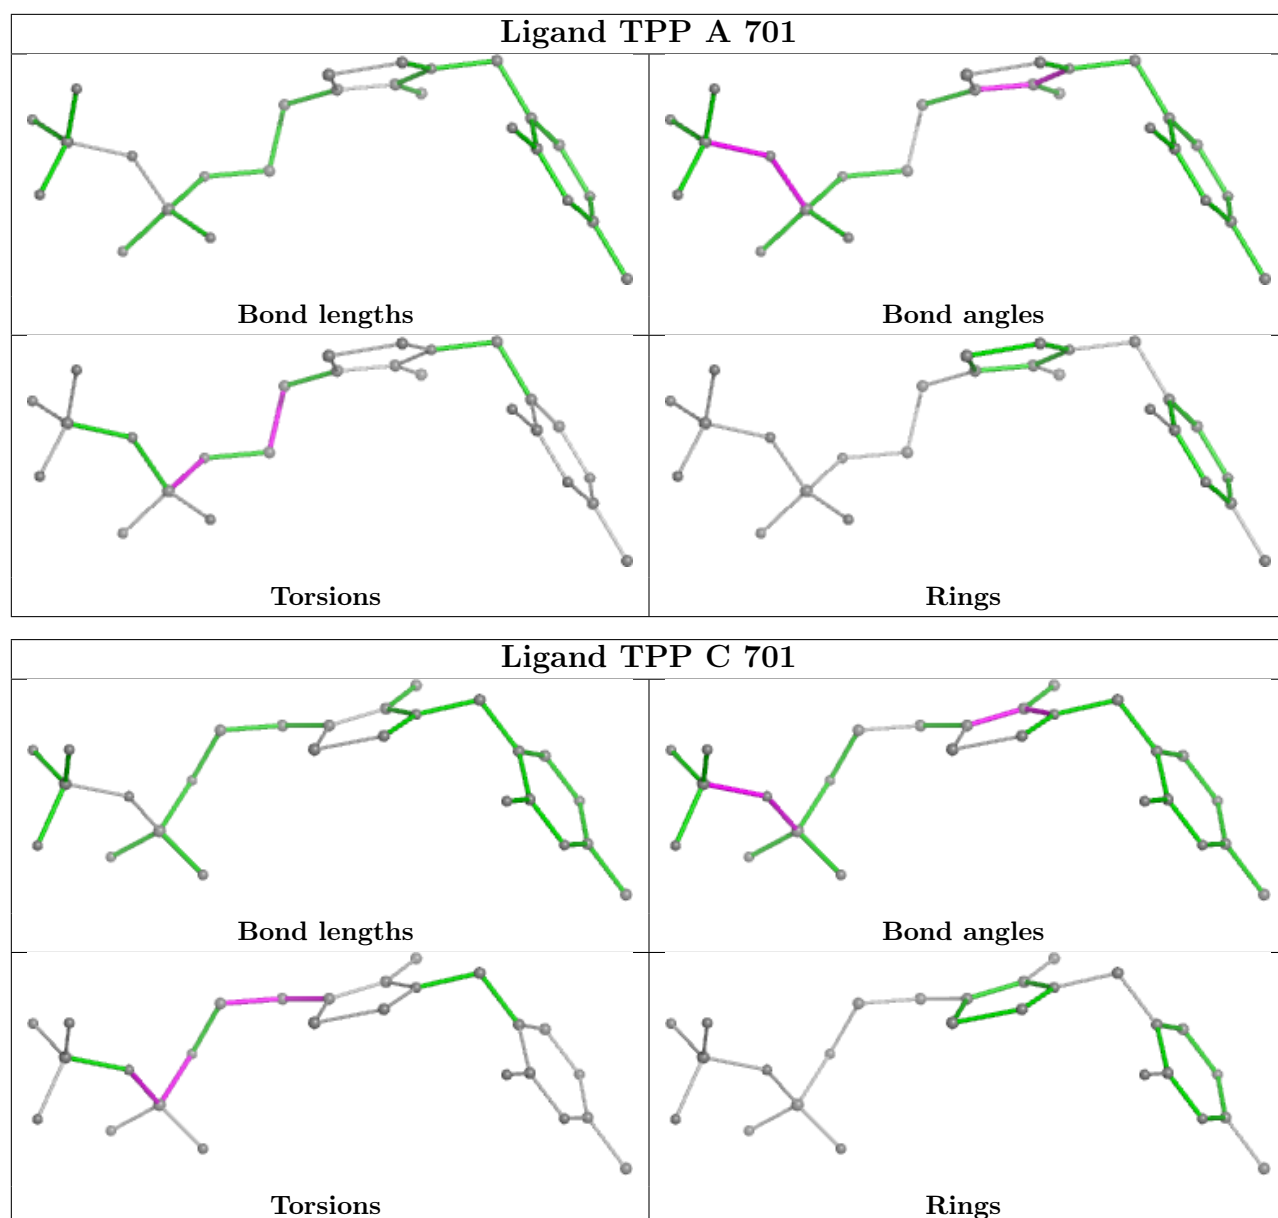 Ligand TPP A 701
Bond lengths
Bond angles
Torsions
Rings
Ligand TPP C 701
Bond lengths
Bond angles
Torsions
Rings